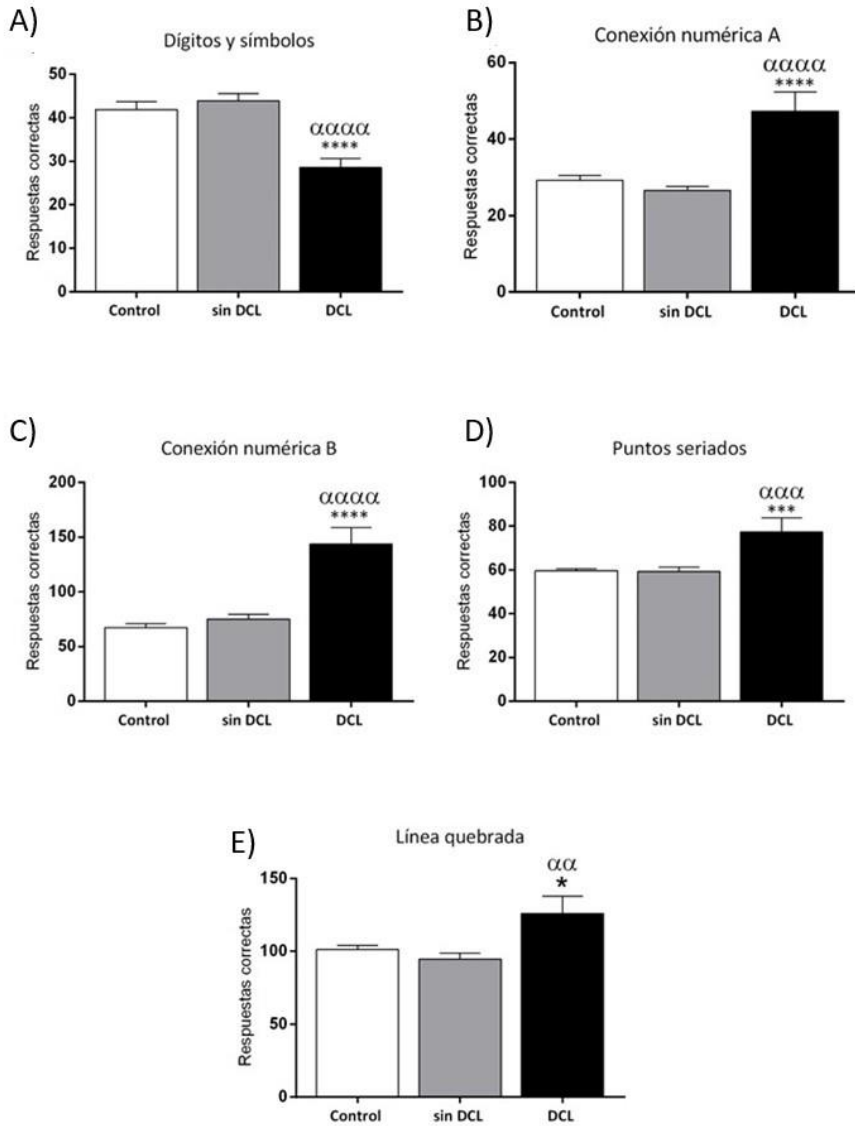 A)
Dígitos y símbolos
Respuestas correctas
50
40
30
20
10
0
αααα
****
Control
sin DCL
DCL
B)
Conexión numérica A
Respuestas correctas
60
40
20
0
αααα
****
Control
sin DCL
DCL
C)
Conexión numérica B
Respuestas correctas
200
150
100
50
0
αααα
****
Control
sin DCL
DCL
D)
Puntos seriados
Respuestas correctas
100
80
60
40
20
0
ααα
***
Control
sin DCL
DCL
E)
Línea quebrada
Respuestas correctas
150
100
50
0
αα
*
Control
sin DCL
DCL